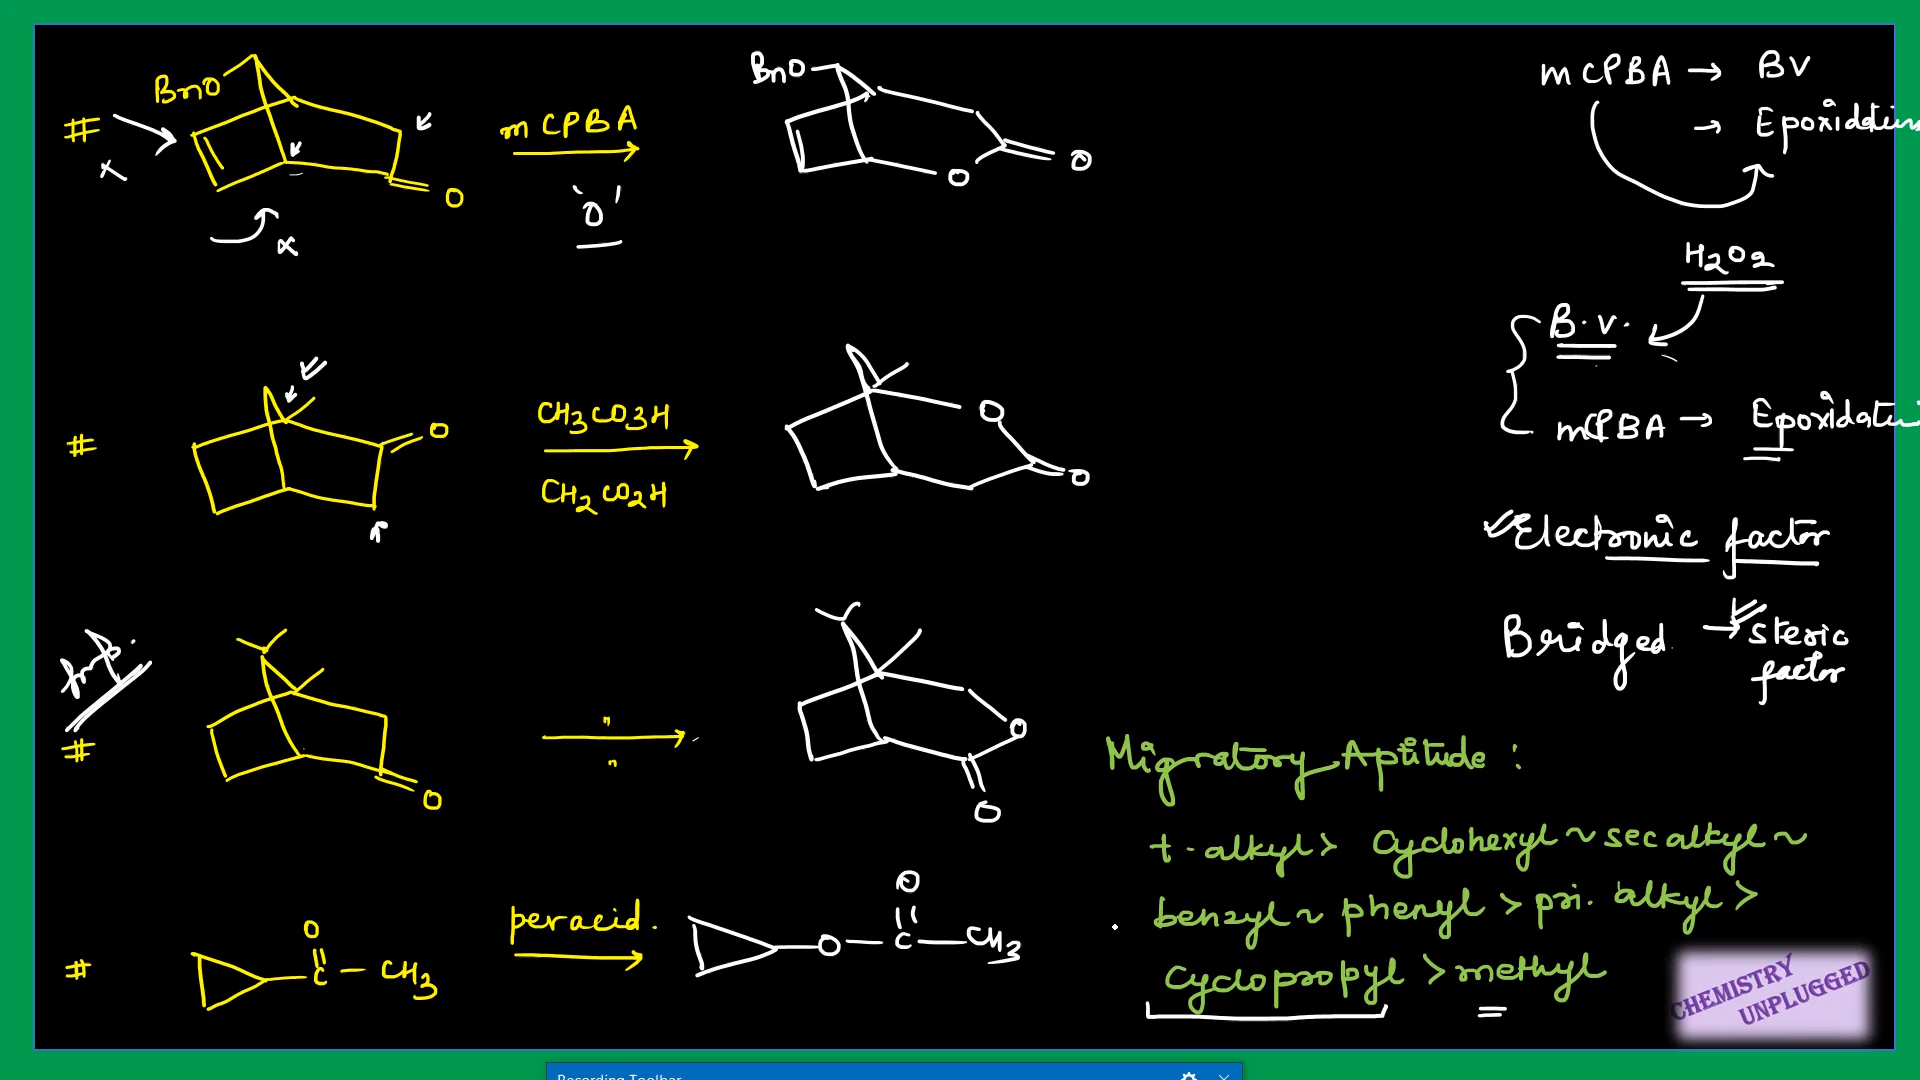 BnO
#
x
O
x
mCPBA
'O'
BnO
O
O
mCPBA → BV
→ Epoxidation
H2O2
B.V.
mCPBA → Epoxidation
#
O
CH3CO3H
CH2CO2H
O
O
Electronic factor
Bridged → steric
factor
Imp.
#
O
"
"
O
O
Migratory Aptitude :
t-alkyl > Cyclohexyl ~ sec alkyl ~
benzyl ~ phenyl > pri. alkyl >
Cyclopropyl > methyl
#
O
C - CH3
peracid.
O
O - C - CH3
CHEMISTRY
UNPLUGGED
Recording Toolbar